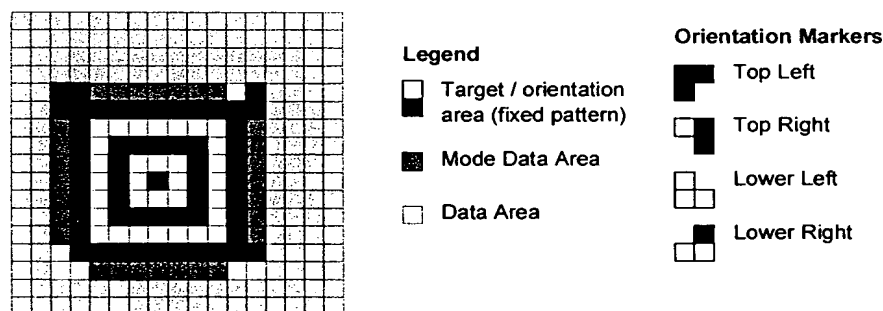 Legend
Target / orientation
area (fixed pattern)
Mode Data Area
Data Area
Orientation Markers
Top Left
Top Right
Lower Left
Lower Right